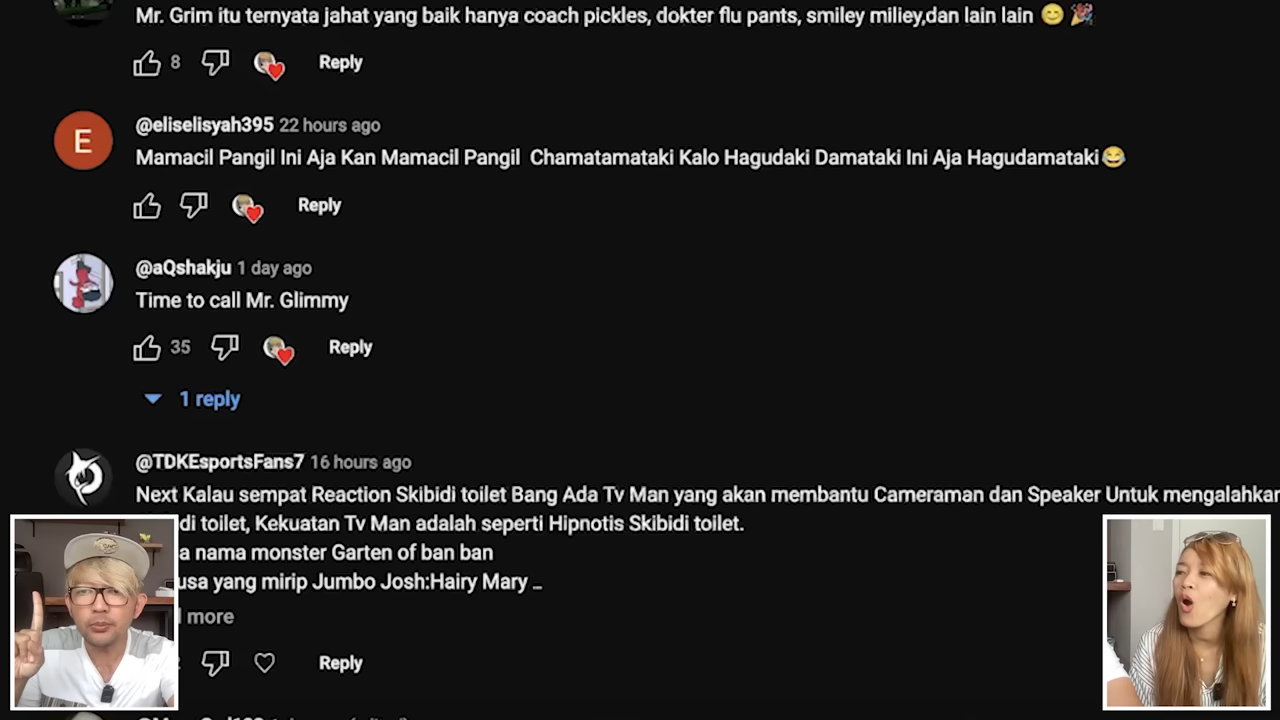 Mr. Grim itu ternyata jahat yang baik hanya coach pickles, dokter flu pants, smiley miliey,dan lain lain 😊 🎉
8 Reply
E
@eliselisyah395 22 hours ago
Mamacil Pangil Ini Aja Kan Mamacil Pangil Chamatamataki Kalo Hagudaki Damataki Ini Aja Hagudamataki😂
Reply
@aQshakju 1 day ago
Time to call Mr. Glimmy
35 Reply
1 reply
@TDKEsportsFans7 16 hours ago
Next Kalau sempat Reaction Skibidi toilet Bang Ada Tv Man yang akan membantu Cameraman dan Speaker Untuk mengalahkan
di toilet, Kekuatan Tv Man adalah seperti Hipnotis Skibidi toilet.
nama monster Garten of ban ban
usa yang mirip Jumbo Josh:Hairy Mary ...
more
Reply